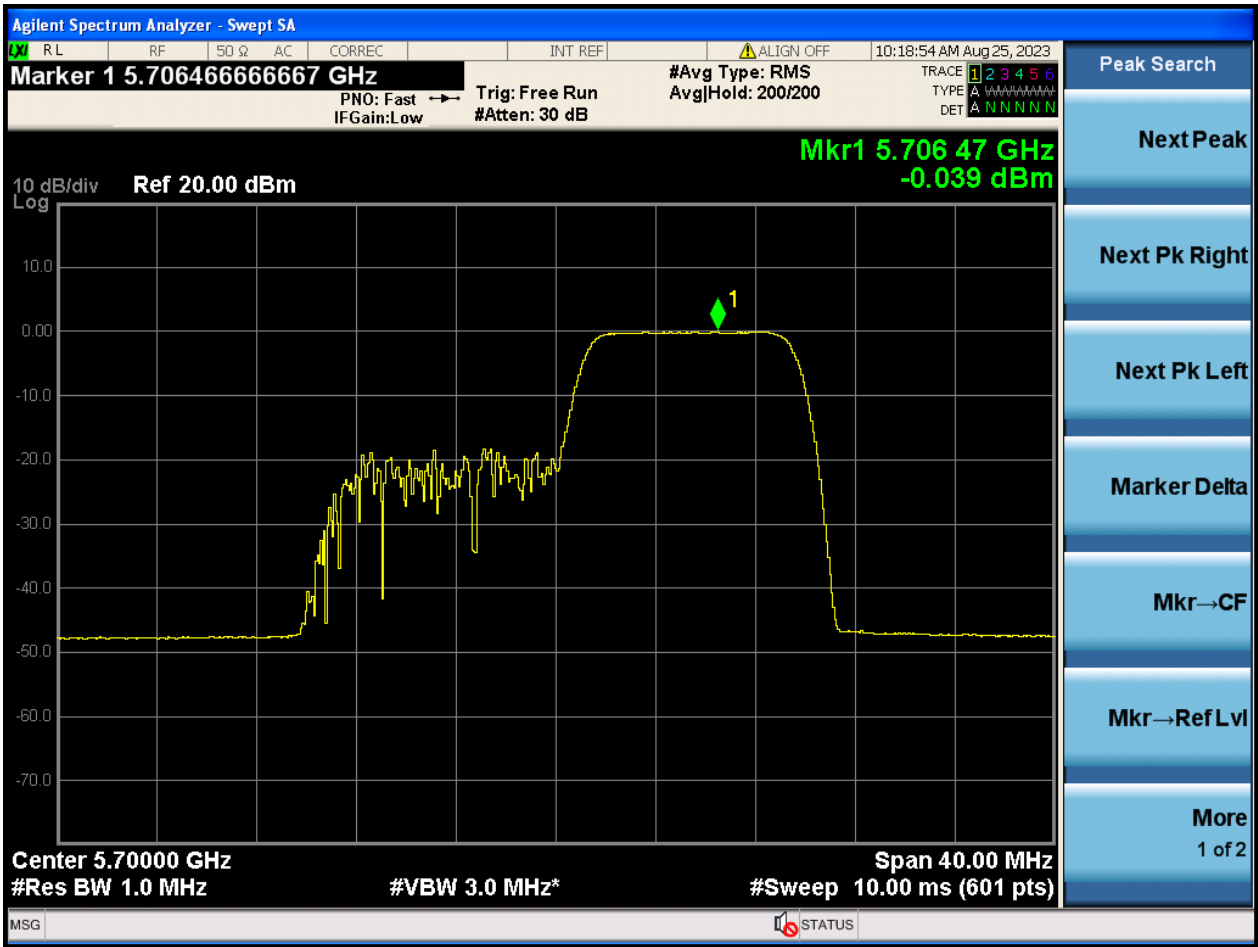 Agilent Spectrum Analyzer - Swept SA
LXI RL RF 50 Ω AC CORREC INT REF ALIGN OFF 10:18:54 AM Aug 25, 2023
Marker 1 5.706466666667 GHz
PNO: Fast
IFGain:Low
Trig: Free Run
#Atten: 30 dB
#Avg Type: RMS
Avg|Hold: 200/200
TRACE 1 2 3 4 5 6
TYPE A WWWWW
DET A N N N N N
Mkr1 5.706 47 GHz
-0.039 dBm
10 dB/div Ref 20.00 dBm
Log
10.0
0.00
-10.0
-20.0
-30.0
-40.0
-50.0
-60.0
-70.0
1
Center 5.70000 GHz Span 40.00 MHz
#Res BW 1.0 MHz #VBW 3.0 MHz* #Sweep 10.00 ms (601 pts)
MSG STATUS
Peak Search
Next Peak
Next Pk Right
Next Pk Left
Marker Delta
Mkr→CF
Mkr→Ref Lvl
More
1 of 2